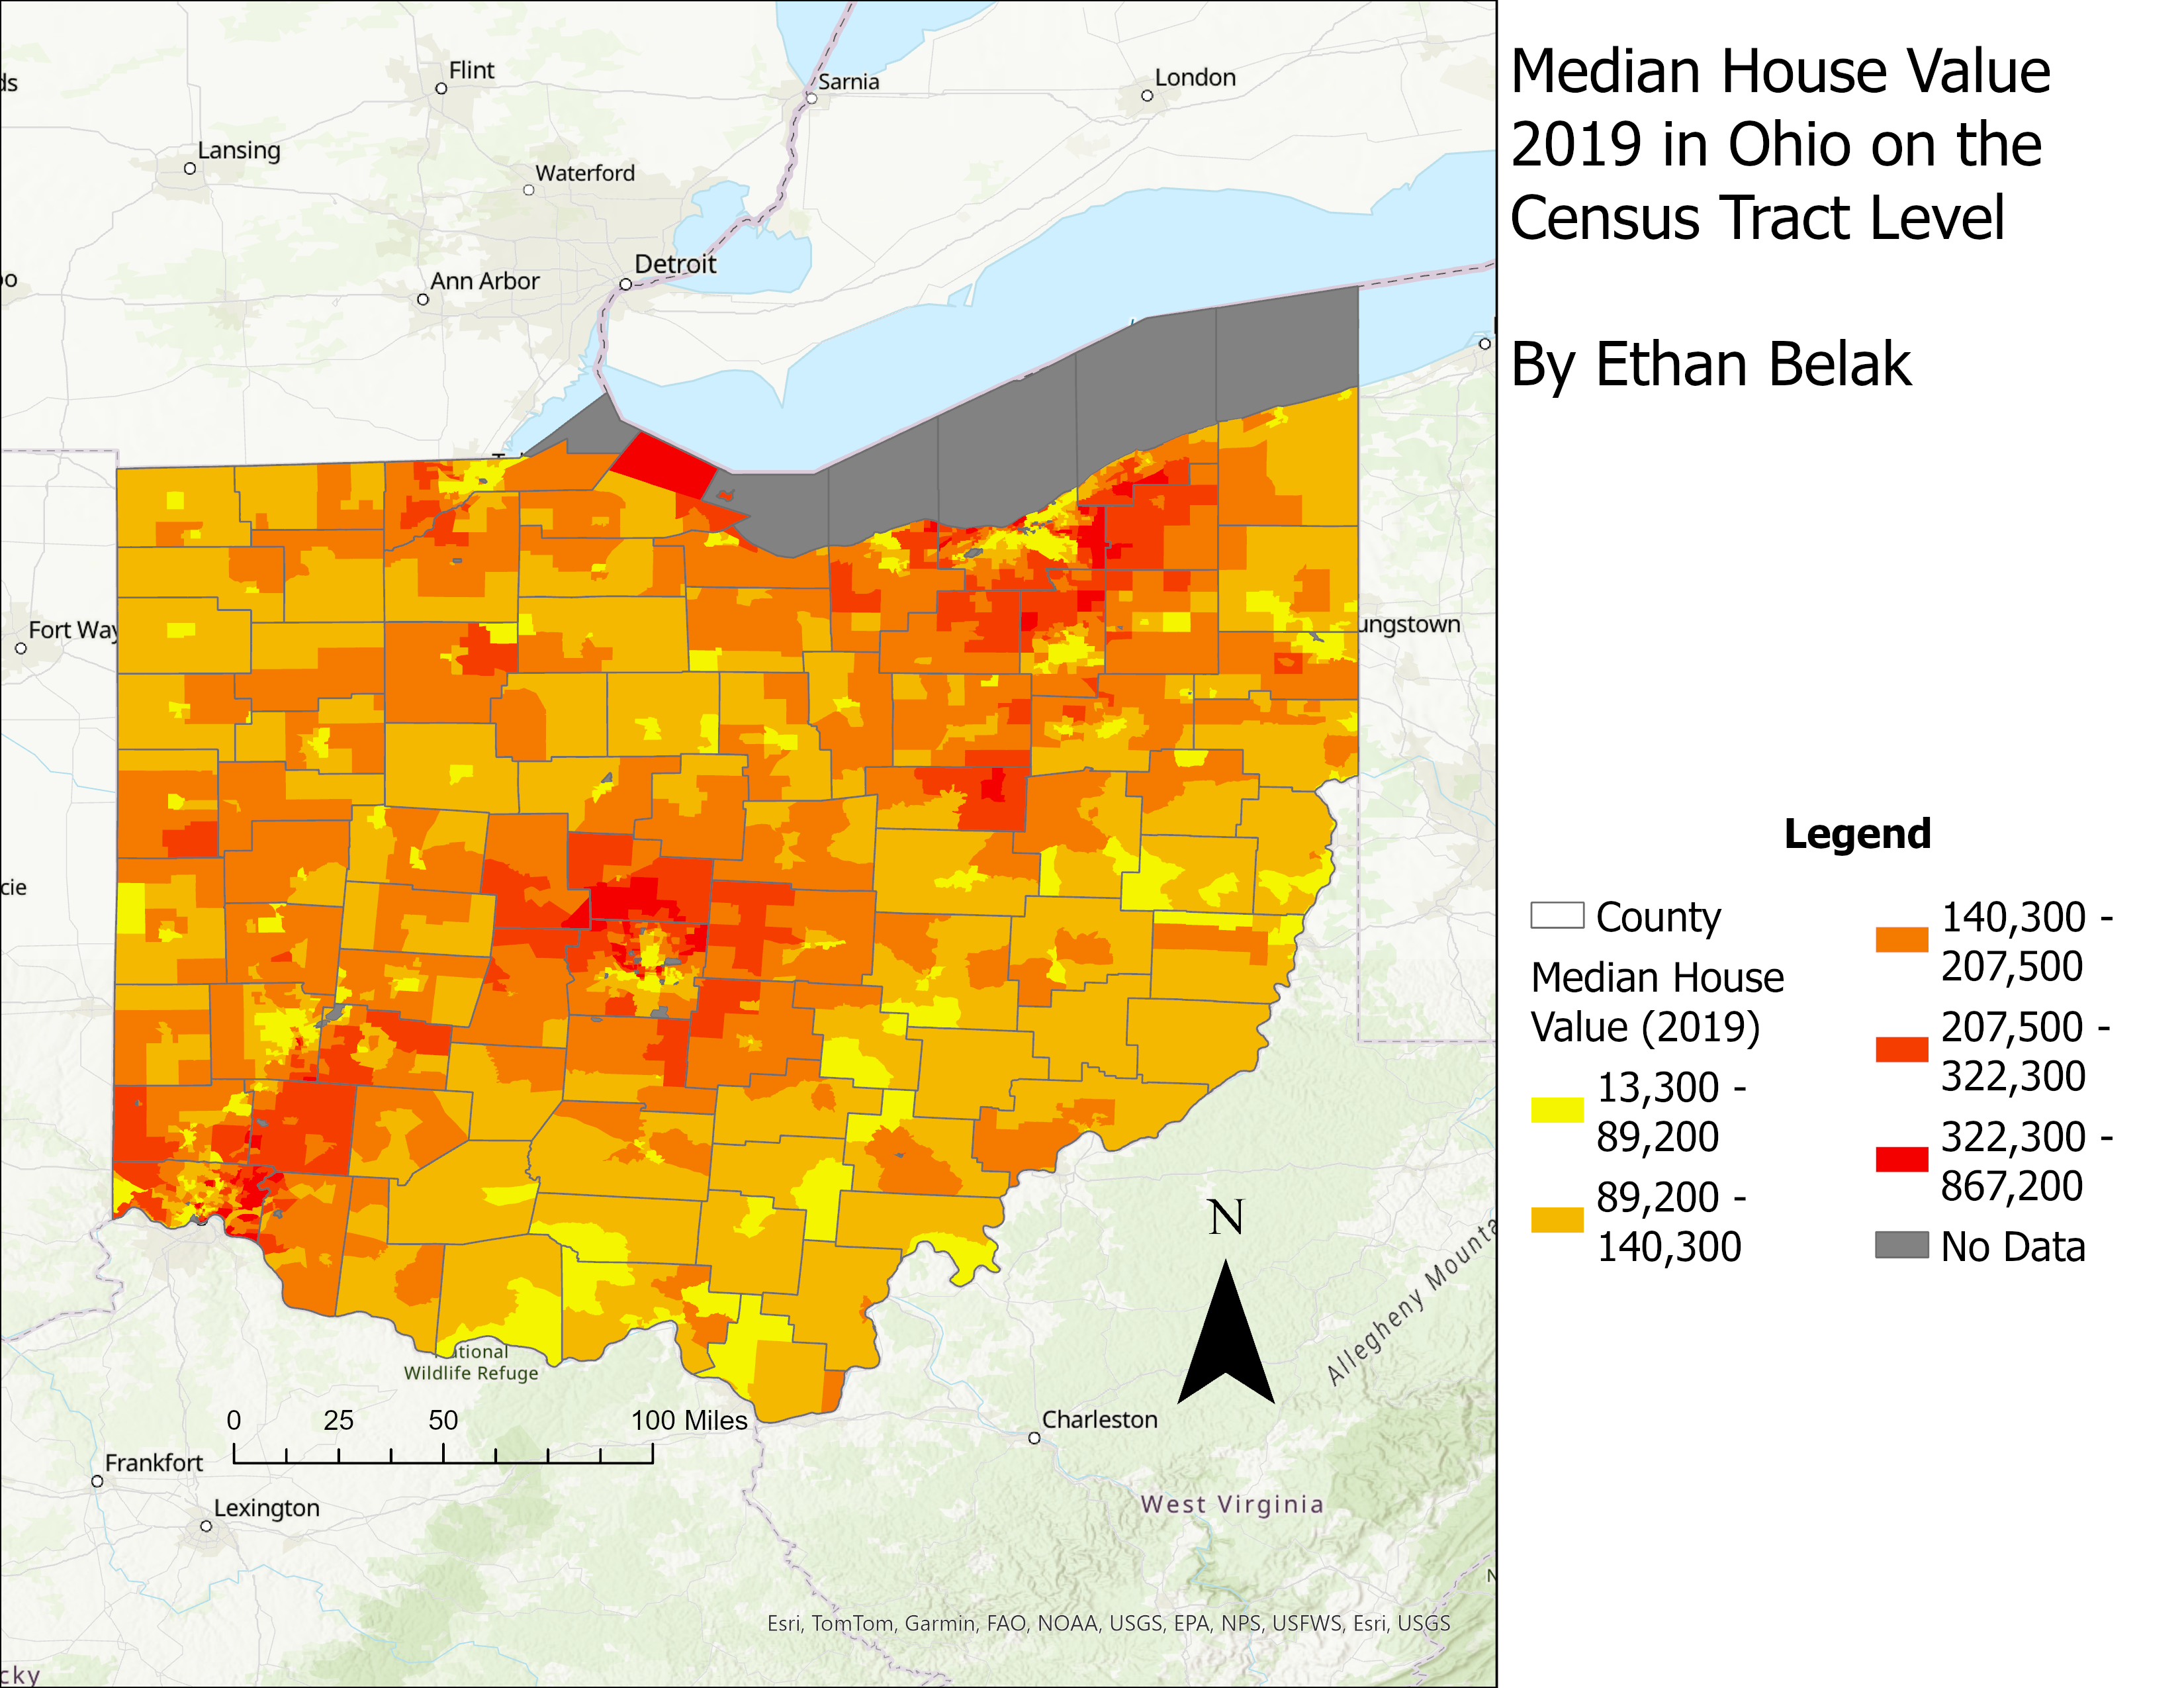 Median House Value
2019 in Ohio on the
Census Tract Level
By Ethan Belak
Flint
Sarnia
London
ds
Lansing
Waterford
Detroit
Ann Arbor
oo
Fort Way
ungstown
cie
Legend
County
Median House
Value (2019)
13,300 -
89,200
89,200 -
140,300
140,300 -
207,500
207,500 -
322,300
322,300 -
867,200
No Data
N
Allegheny Mounta
ational
Wildlife Refuge
0 25 50 100 Miles
Charleston
Frankfort
Lexington
West Virginia
Esri, TomTom, Garmin, FAO, NOAA, USGS, EPA, NPS, USFWS, Esri, USGS
cky